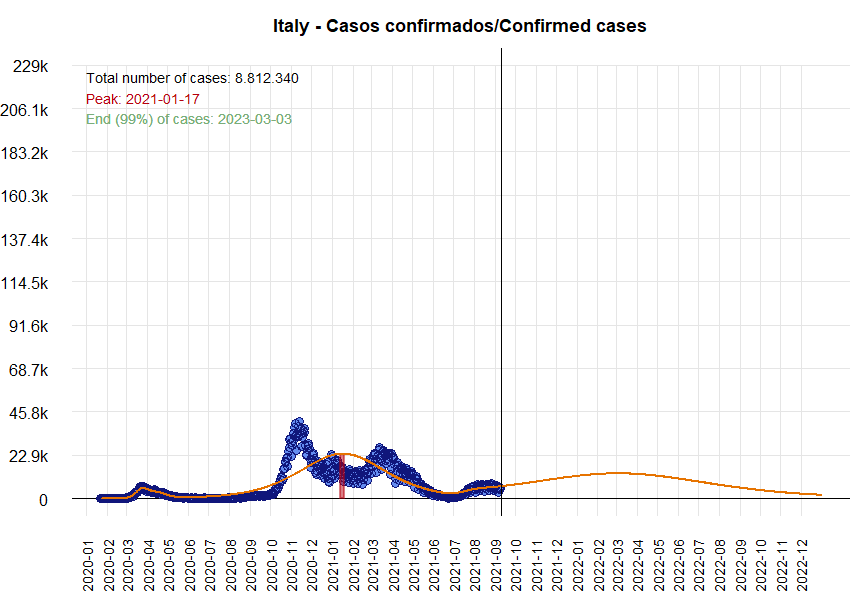 Italy - Casos confirmados/Confirmed cases
Total number of cases: 8.812.340
Peak: 2021-01-17
End (99%) of cases: 2023-03-03
229k
206.1k
183.2k
160.3k
137.4k
114.5k
91.6k
68.7k
45.8k
22.9k
0
2020-01
2020-02
2020-03
2020-04
2020-05
2020-06
2020-07
2020-08
2020-09
2020-10
2020-11
2020-12
2021-01
2021-02
2021-03
2021-04
2021-05
2021-06
2021-07
2021-08
2021-09
2021-10
2021-11
2021-12
2022-01
2022-02
2022-03
2022-04
2022-05
2022-06
2022-07
2022-08
2022-09
2022-10
2022-11
2022-12